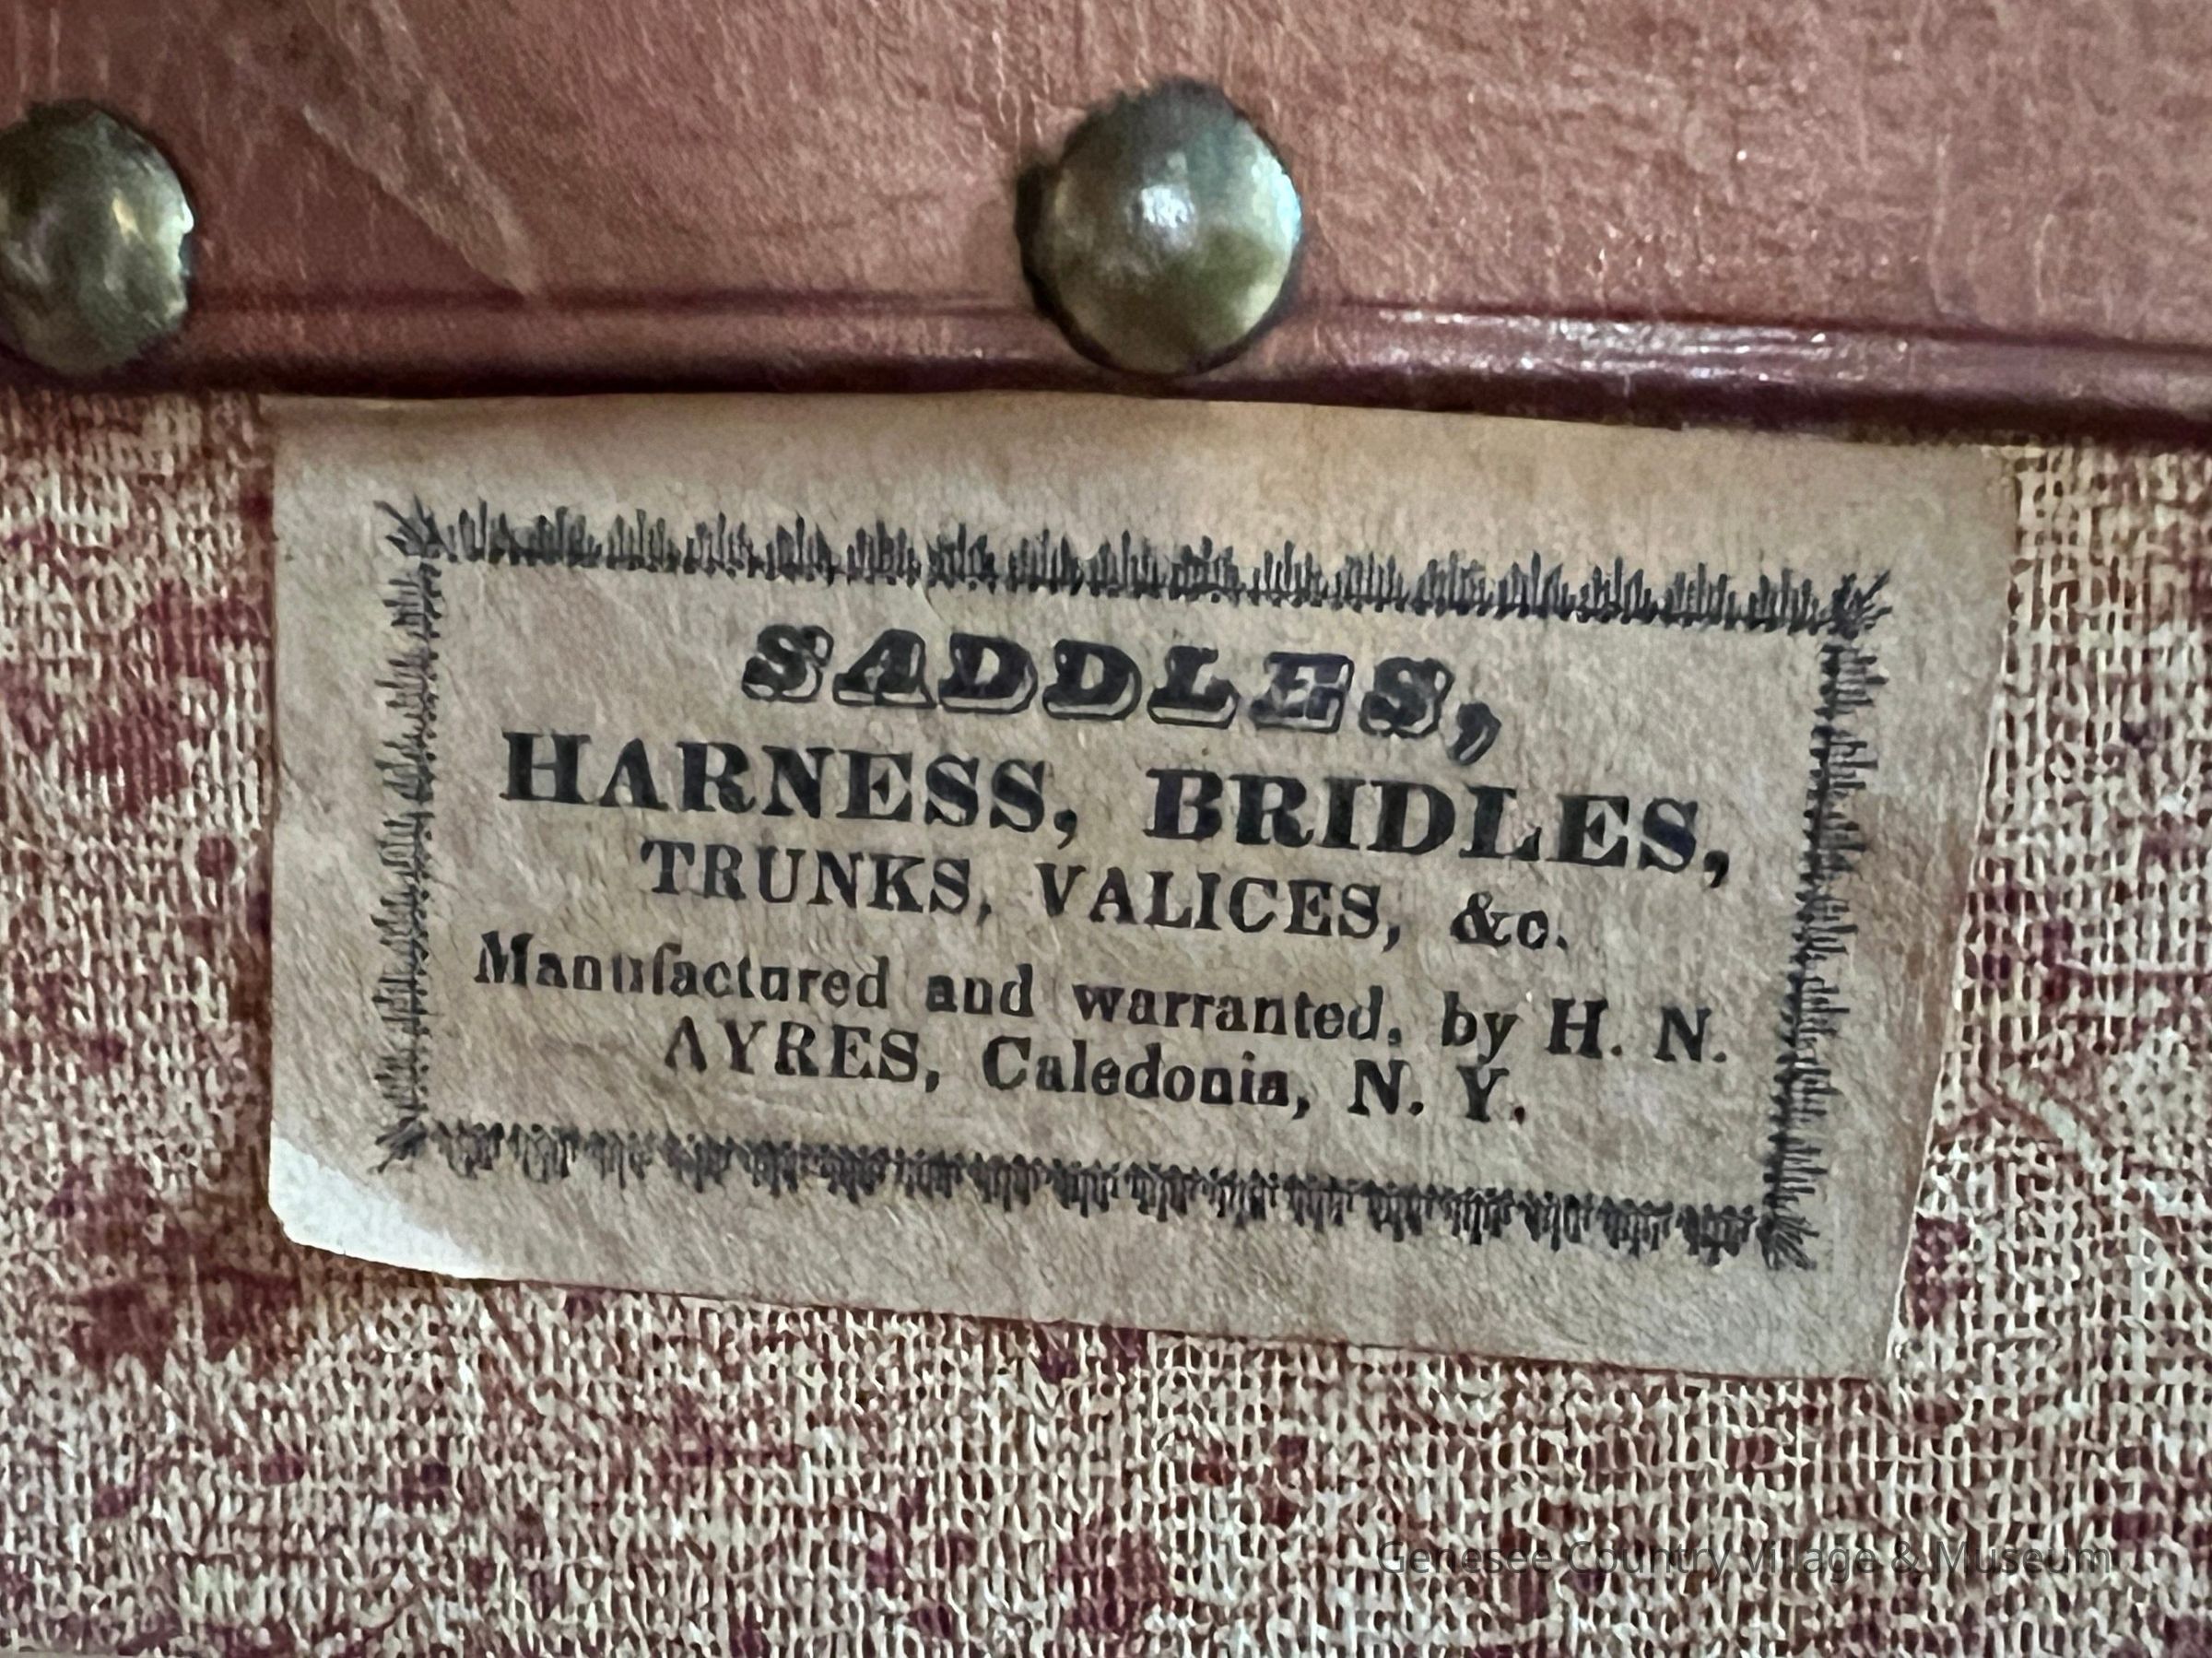 SADDLES,
HARNESS, BRIDLES,
TRUNKS, VALICES, &c.
Manufactured and warranted, by H. N.
AYRES, Caledonia, N. Y.
Genesee Country Village & Museum